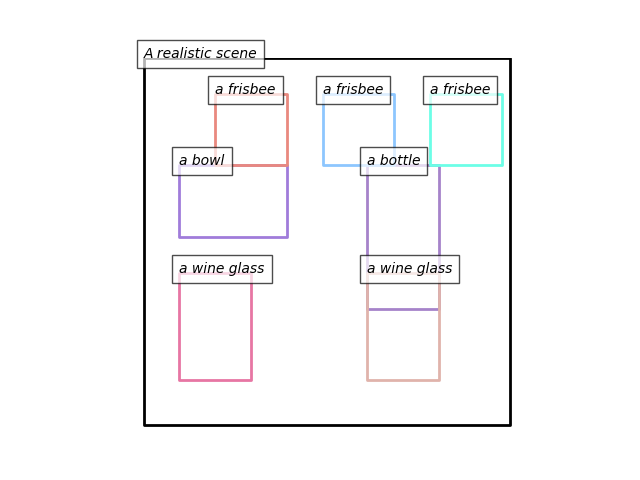 A realistic scene
a frisbee
a frisbee
a frisbee
a bowl
a bottle
a wine glass
a wine glass